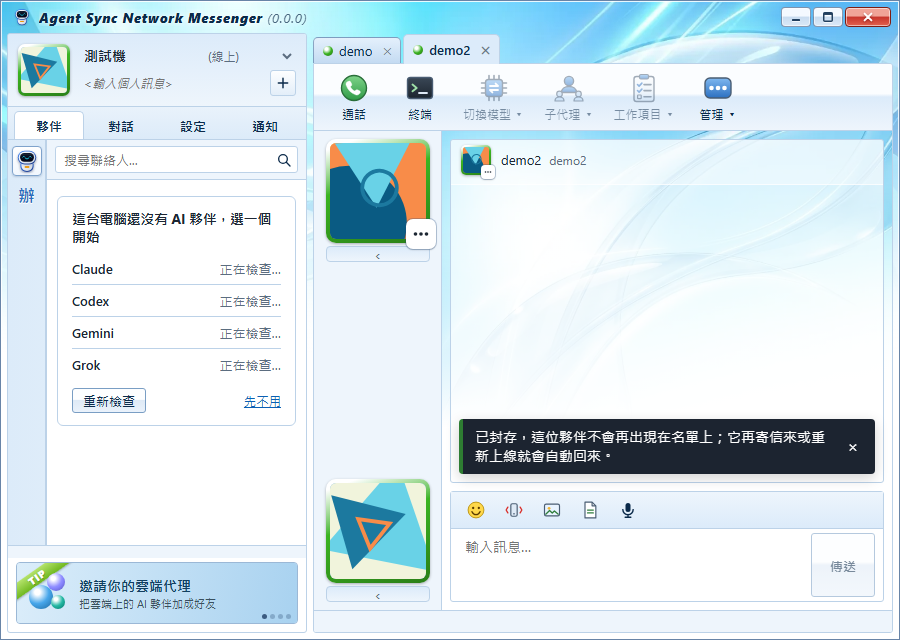 Agent Sync Network Messenger (0.0.0)
測試機 (線上)
<輸入個人訊息>
夥伴 對話 設定 通知
搜尋聯絡人...
辦
這台電腦還沒有 AI 夥伴，選一個
開始
Claude 正在檢查...
Codex 正在檢查...
Gemini 正在檢查...
Grok 正在檢查...
重新檢查 先不用
TIP
邀請你的雲端代理
把雲端上的 AI 夥伴加成好友
demo
demo2
通話 終端 切換模型 子代理 工作項目 管理
demo2 demo2
已封存，這位夥伴不會再出現在名單上；它再寄信來或重
新上線就會自動回來。
輸入訊息...
傳送